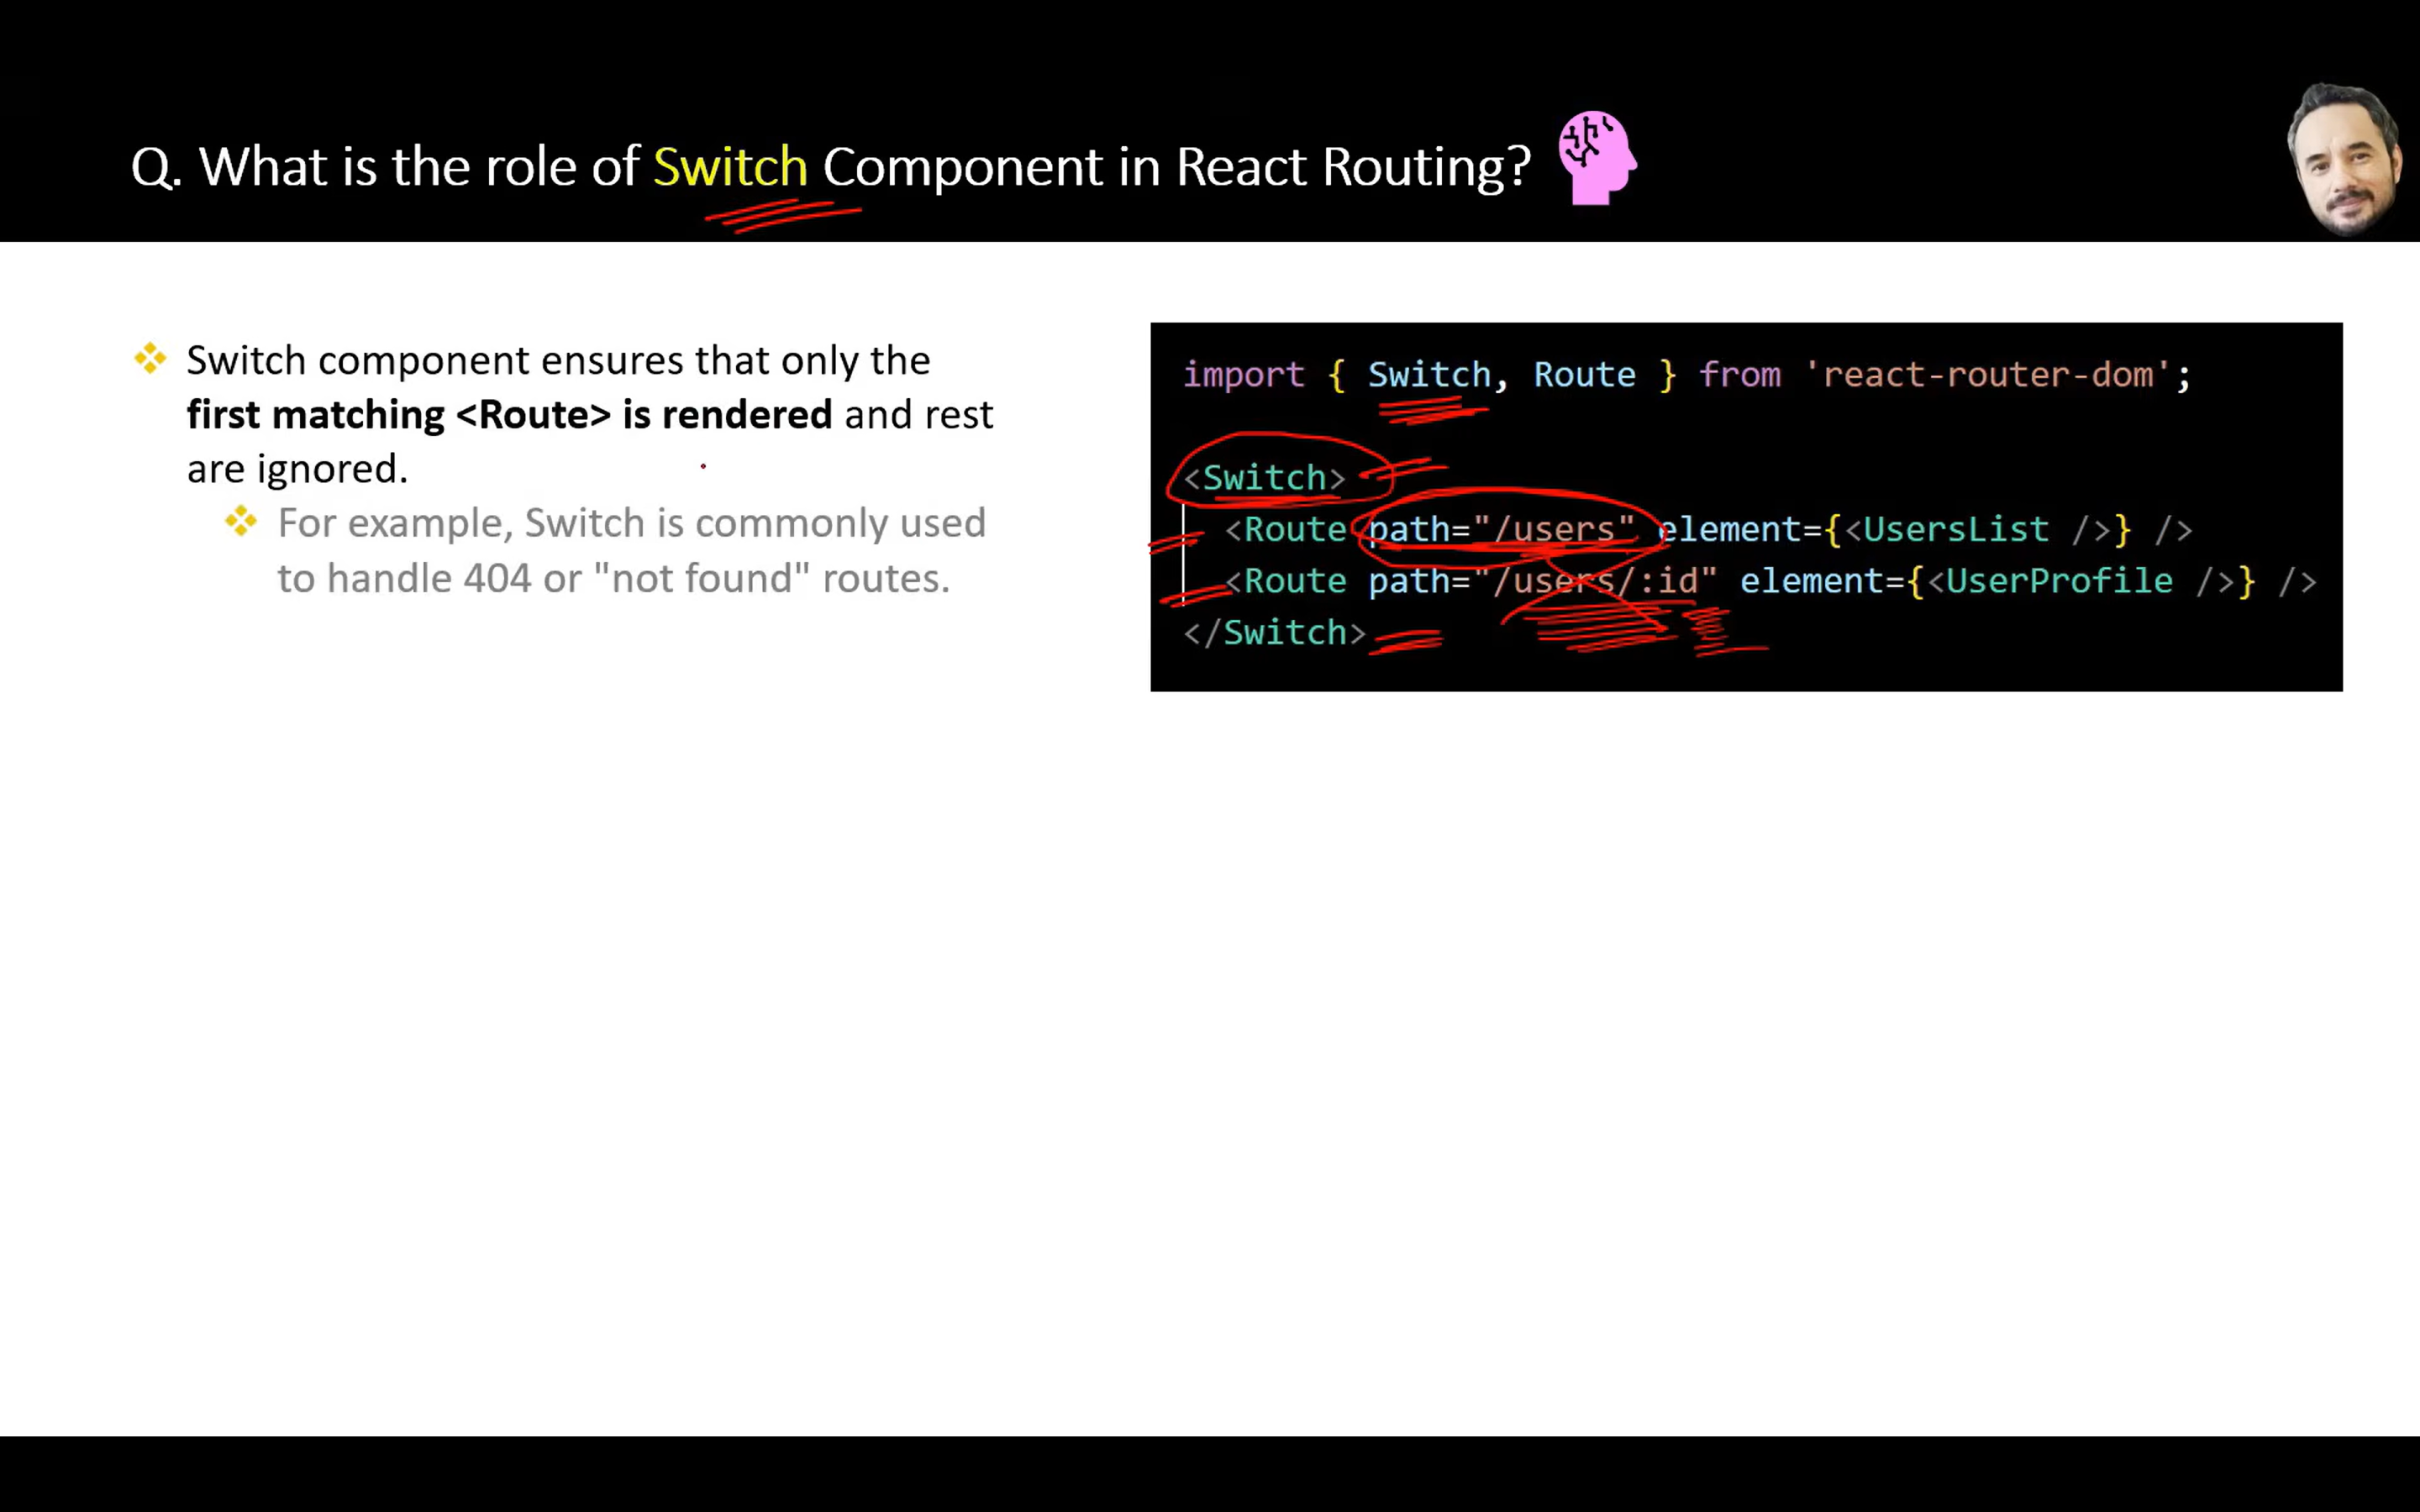 Q. What is the role of Switch Component in React Routing?
Switch component ensures that only the
first matching <Route> is rendered and rest
are ignored.
For example, Switch is commonly used
to handle 404 or "not found" routes.
import { Switch, Route } from 'react-router-dom';
<Switch>
<Route path="/users" element={<UsersList />} />
<Route path="/users/:id" element={<UserProfile />} />
</Switch>